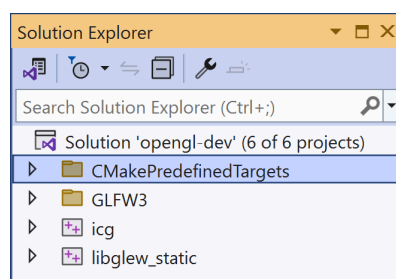 Solution Explorer
Search Solution Explorer (Ctrl+;)
Solution 'opengl-dev' (6 of 6 projects)
CMakePredefinedTargets
GLFW3
icg
libglew_static